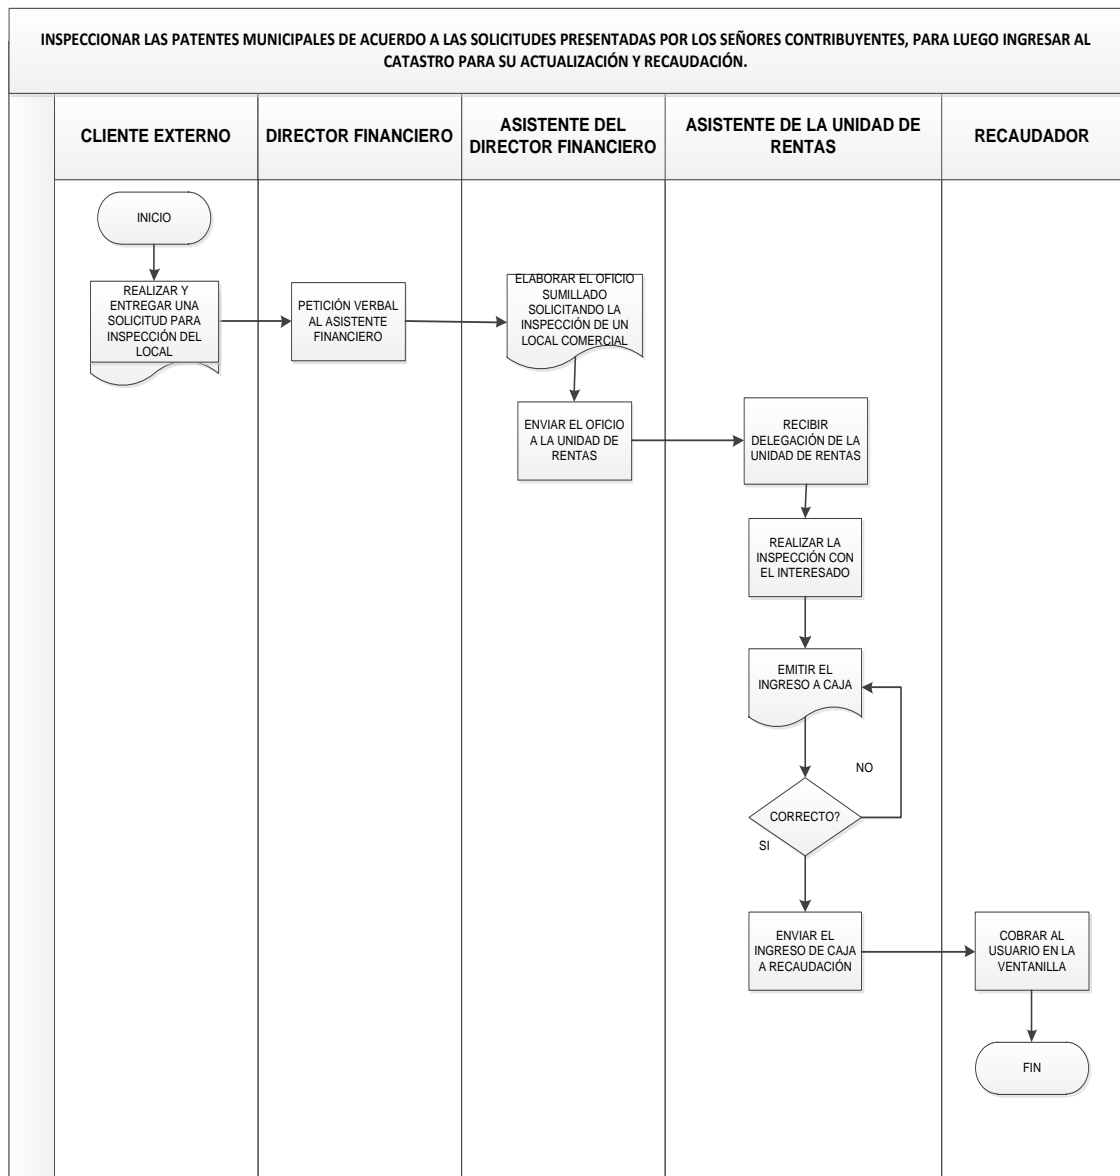 INSPECCIONAR LAS PATENTES MUNICIPALES DE ACUERDO A LAS SOLICITUDES PRESENTADAS POR LOS SEÑORES CONTRIBUYENTES, PARA LUEGO INGRESAR AL
CATASTRO PARA SU ACTUALIZACIÓN Y RECAUDACIÓN.
CLIENTE EXTERNO
DIRECTOR FINANCIERO
ASISTENTE DEL
DIRECTOR FINANCIERO
ASISTENTE DE LA UNIDAD DE
RENTAS
RECAUDADOR
INICIO
REALIZAR Y
ENTREGAR UNA
SOLICITUD PARA
INSPECCIÓN DEL
LOCAL
PETICIÓN VERBAL
AL ASISTENTE
FINANCIERO
ELABORAR EL OFICIO
SUMILLADO
SOLICITANDO LA
INSPECCIÓN DE UN
LOCAL COMERCIAL
ENVIAR EL OFICIO
A LA UNIDAD DE
RENTAS
RECIBIR
DELEGACIÓN DE LA
UNIDAD DE RENTAS
REALIZAR LA
INSPECCIÓN CON
EL INTERESADO
EMITIR EL
INGRESO A CAJA
NO
CORRECTO?
SI
ENVIAR EL
INGRESO DE CAJA
A RECAUDACIÓN
COBRAR AL
USUARIO EN LA
VENTANILLA
FIN